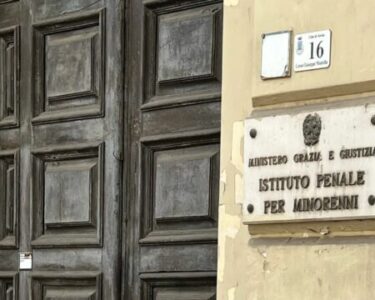 16
MINISTERO GRAZIA E GIUSTIZIA
ISTITUTO PENALE
PER MINORENNI